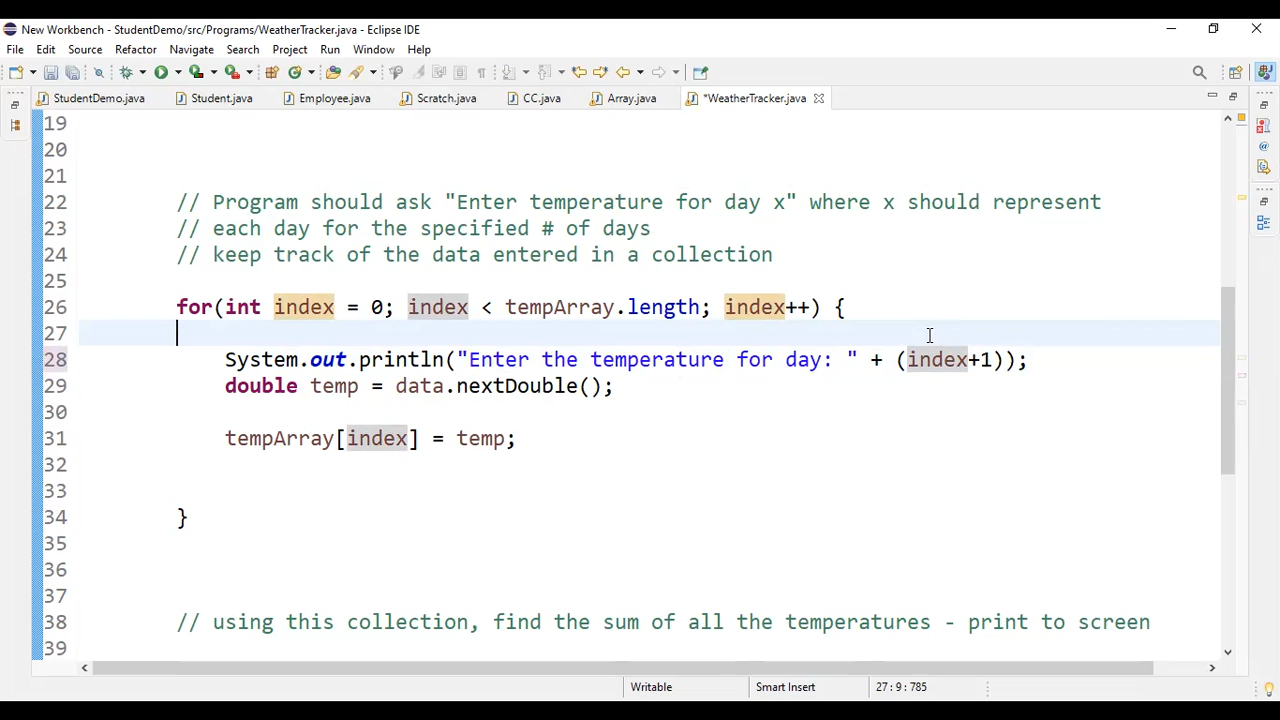 New Workbench - StudentDemo/src/Programs/WeatherTracker.java - Eclipse IDE
File Edit Source Refactor Navigate Search Project Run Window Help
StudentDemo.java Student.java Employee.java Scratch.java CC.java Array.java *WeatherTracker.java
19
20
21
22 // Program should ask "Enter temperature for day x" where x should represent
23 // each day for the specified # of days
24 // keep track of the data entered in a collection
25
26 for(int index = 0; index < tempArray.length; index++) {
27
28 System.out.println("Enter the temperature for day: " + (index+1));
29 double temp = data.nextDouble();
30
31 tempArray[index] = temp;
32
33
34 }
35
36
37
38 // using this collection, find the sum of all the temperatures - print to screen
39
Writable Smart Insert 27 : 9 : 785